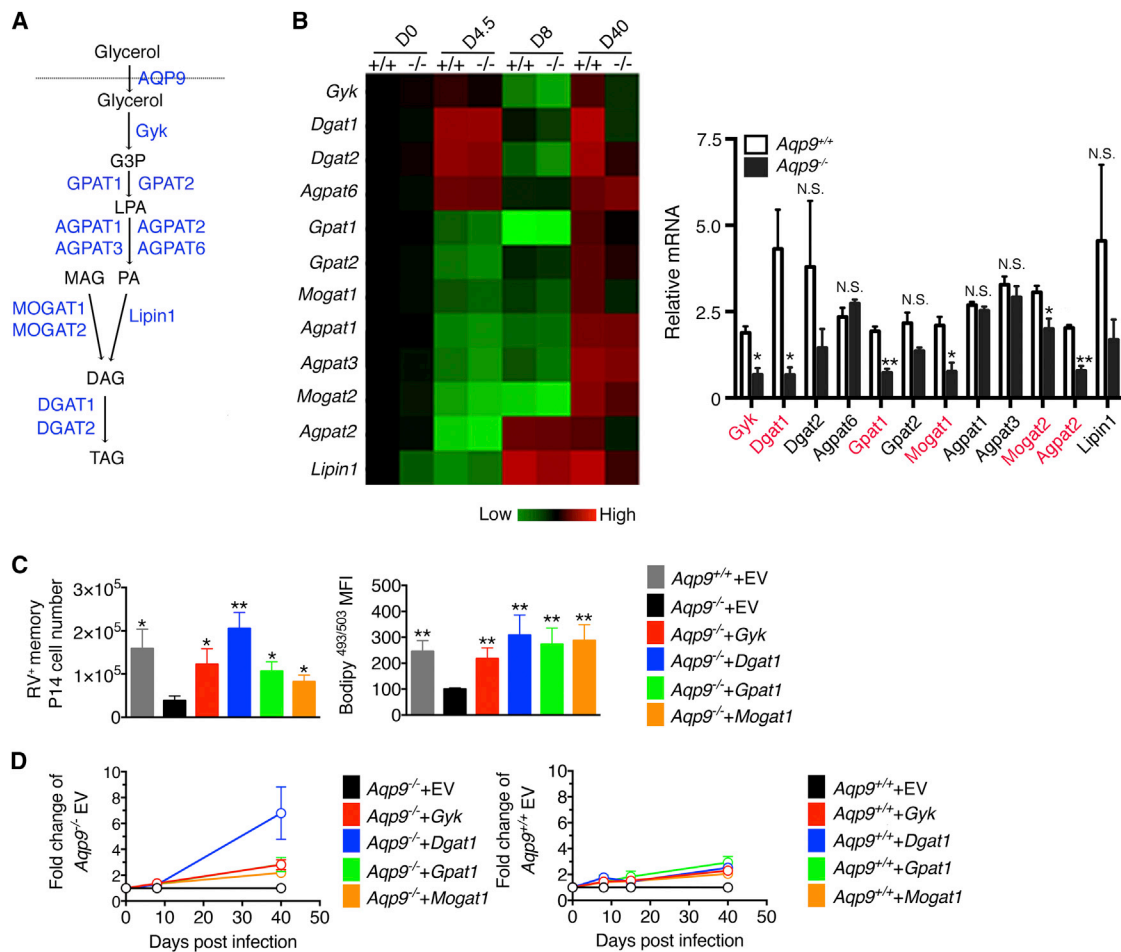 A
Glycerol
AQP9
Glycerol
Gyk
G3P
GPAT1 GPAT2
LPA
AGPAT1 AGPAT2
AGPAT3 AGPAT6
MAG PA
MOGAT1
MOGAT2
Lipin1
DAG
DGAT1
DGAT2
TAG
B
D0 D4.5 D8 D40
+/+ -/- +/+ -/- +/+ -/- +/+ -/-
Gyk
Dgat1
Dgat2
Agpat6
Gpat1
Gpat2
Mogat1
Agpat1
Agpat3
Mogat2
Agpat2
Lipin1
Low High
Relative mRNA
7.5
5.0
2.5
0
Aqp9+/+
Aqp9-/-
* * N.S. N.S. ** N.S. * N.S. N.S. * ** N.S.
Gyk Dgat1 Dgat2 Agpat6 Gpat1 Gpat2 Mogat1 Agpat1 Agpat3 Mogat2 Agpat2 Lipin1
C
RV+ memory
P14 cell number
3×10⁵
2×10⁵
1×10⁵
0
* * ** * *
Bodipy 493/503 MFI
500
400
300
200
100
0
** ** ** ** **
Aqp9+/++EV
Aqp9-/-+EV
Aqp9-/-+Gyk
Aqp9-/-+Dgat1
Aqp9-/-+Gpat1
Aqp9-/-+Mogat1
D
Fold change of
Aqp9-/- EV
10
8
6
4
2
0
0 10 20 30 40 50
Days post infection
Aqp9-/-+EV
Aqp9-/-+Gyk
Aqp9-/-+Dgat1
Aqp9-/-+Gpat1
Aqp9-/-+Mogat1
Fold change of
Aqp9+/+ EV
10
8
6
4
2
0
0 10 20 30 40 50
Days post infection
Aqp9+/++EV
Aqp9+/++Gyk
Aqp9+/++Dgat1
Aqp9+/++Gpat1
Aqp9+/++Mogat1